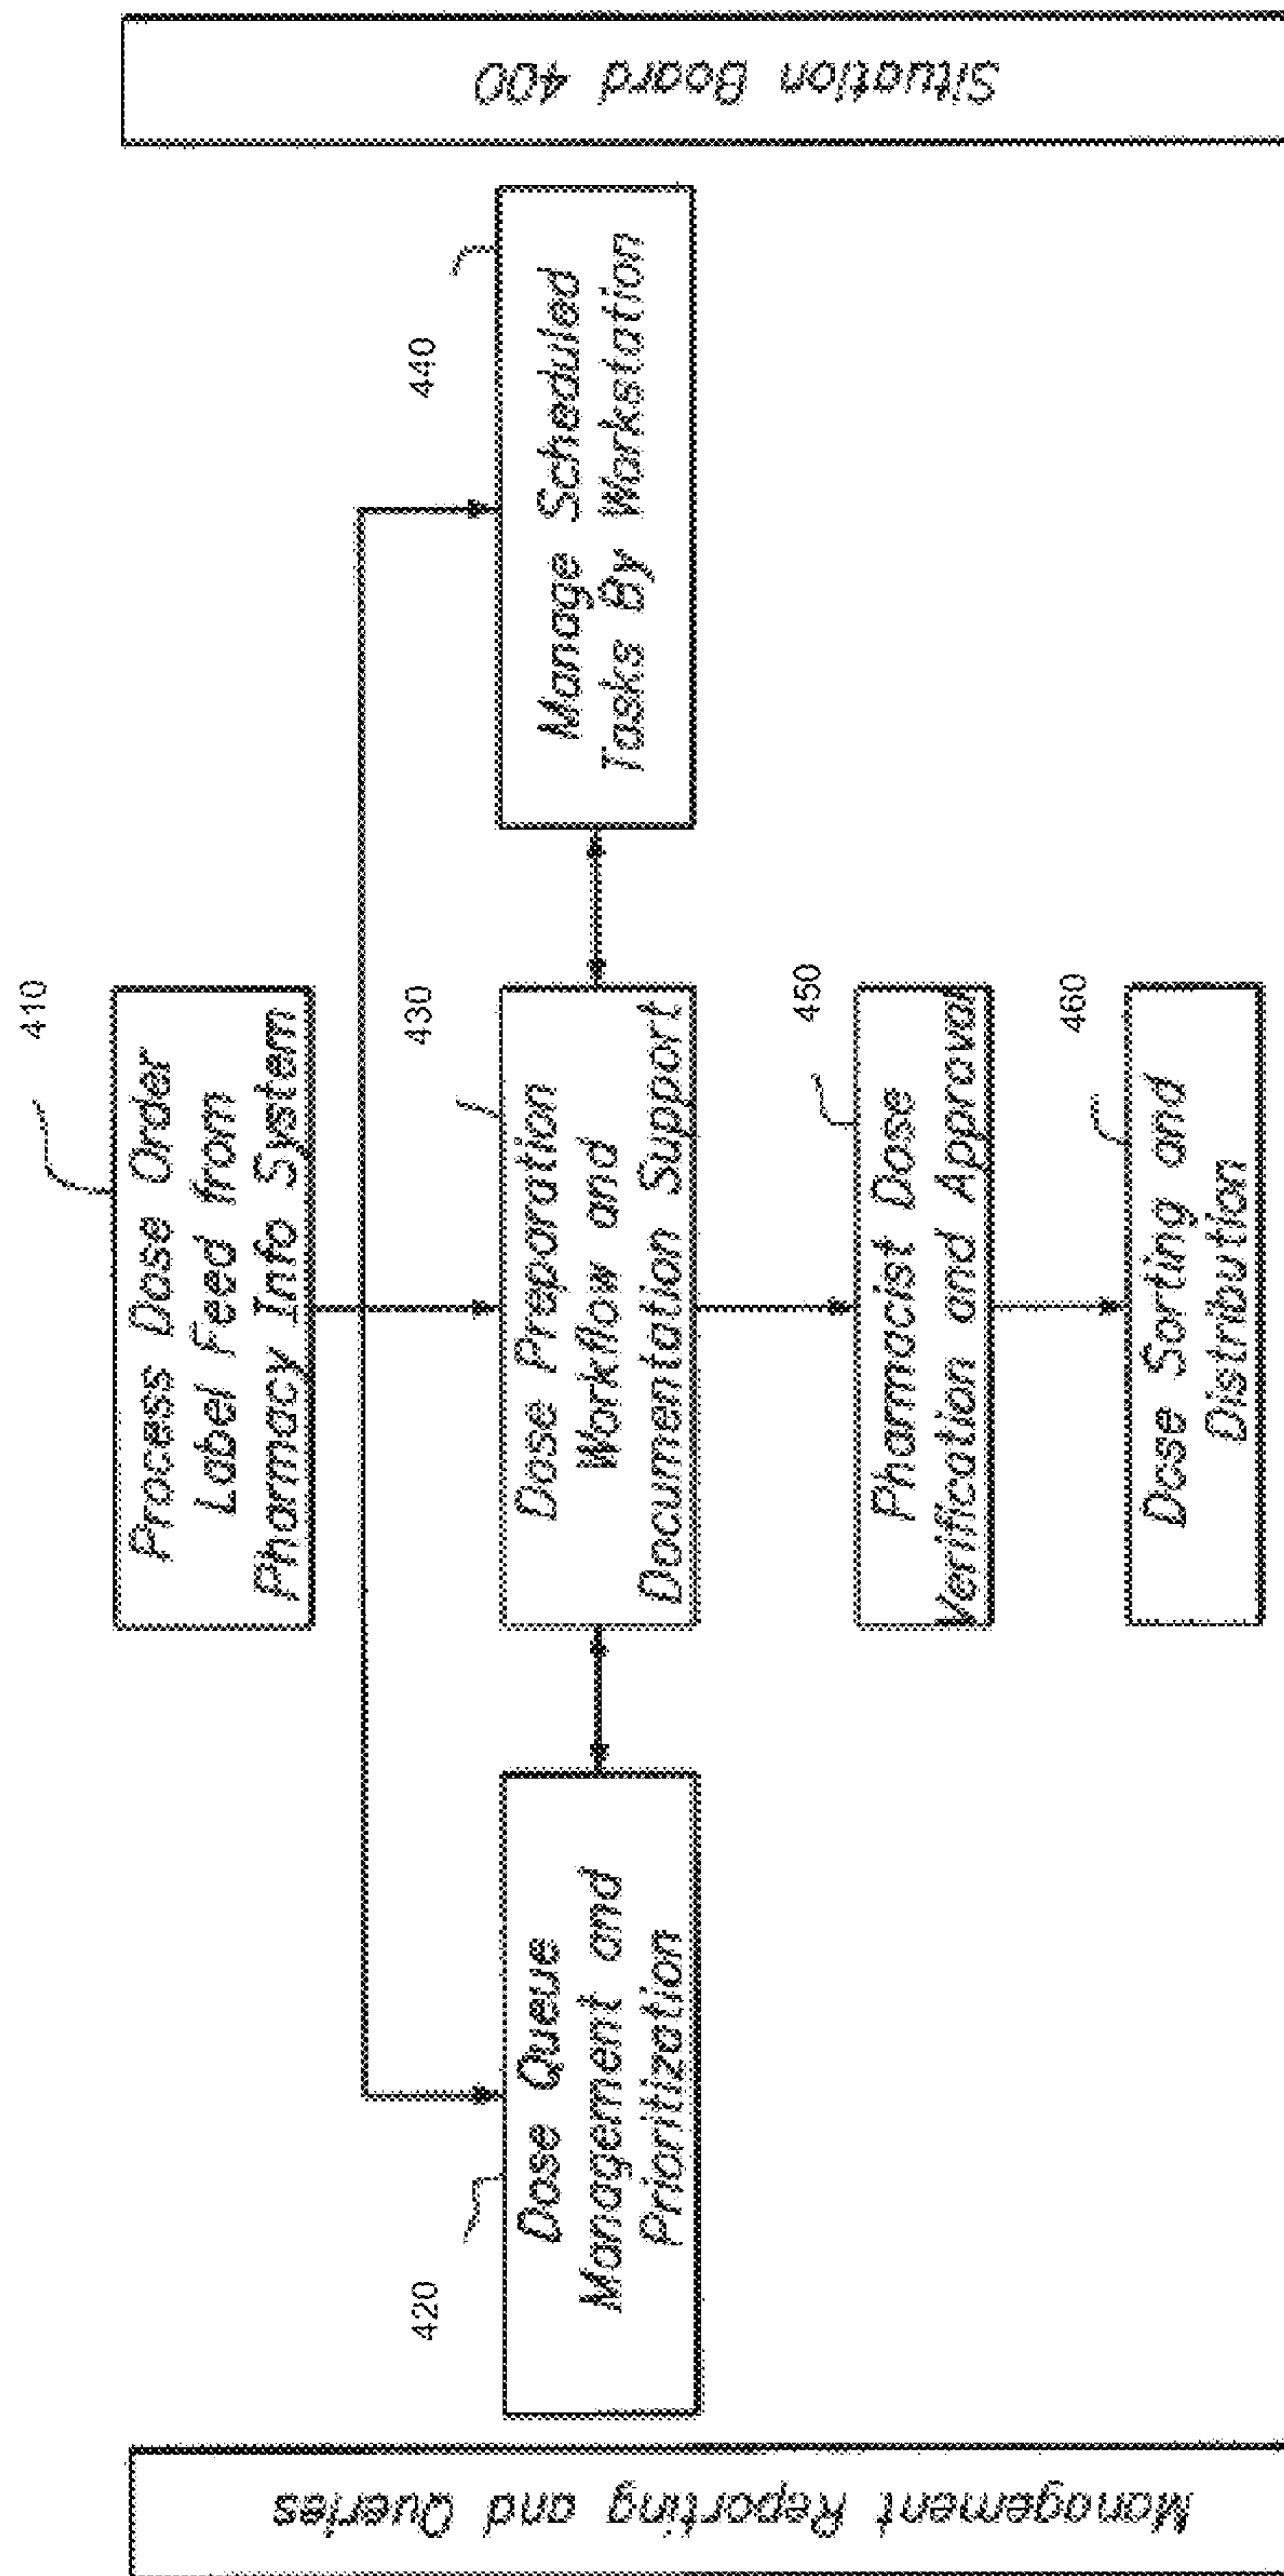 410
Process Dose Order
Label Feed from
Pharmacy Info System
420
Dose Queue
Management and
Prioritization
430
Dose Preparation
Workflow and
Documentation Support
440
Manage Scheduled
Tasks By Workstation
450
Pharmacist Dose
Verification and Approval
460
Dose Sorting and
Distribution
Management Reporting and Queries
Situation Board 400